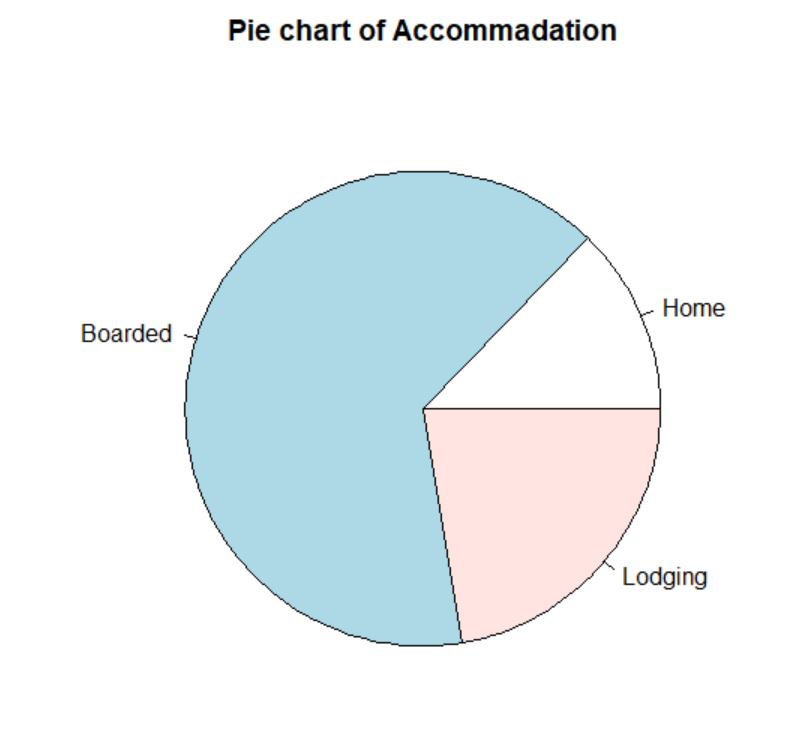 Pie chart of Accommadation
Home
Boarded
Lodging